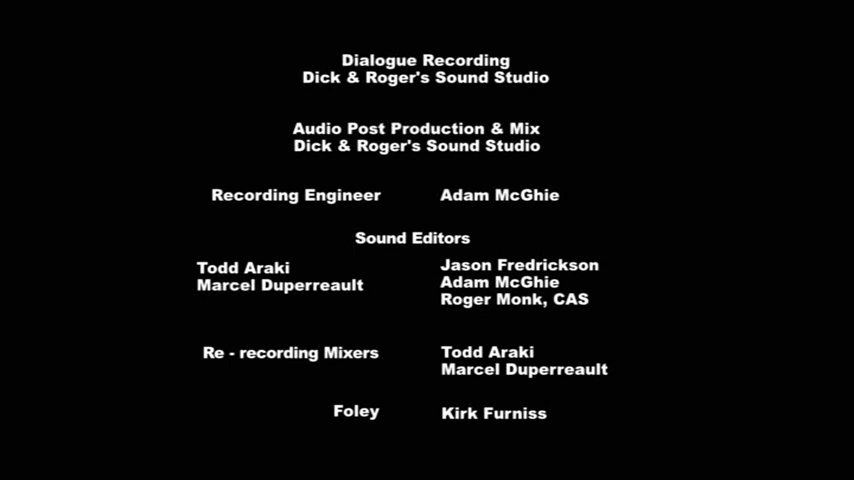 Dialogue Recording
Dick & Roger's Sound Studio
Audio Post Production & Mix
Dick & Roger's Sound Studio
Recording Engineer Adam McGhie
Sound Editors
Todd Araki Jason Fredrickson
Marcel Duperreault Adam McGhie
Roger Monk, CAS
Re - recording Mixers Todd Araki
Marcel Duperreault
Foley Kirk Furniss